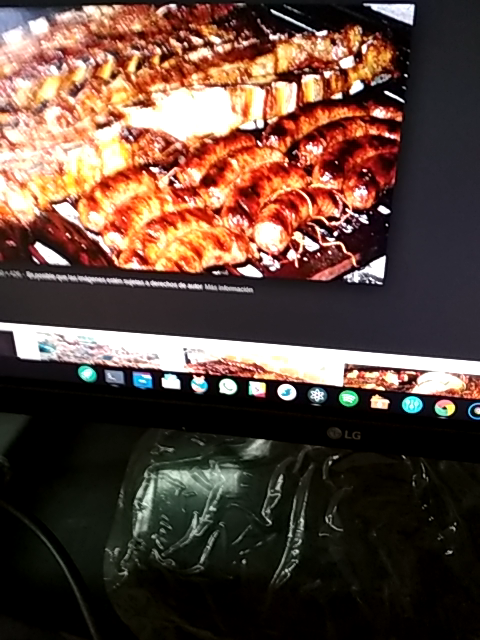 Es posible que las imágenes estén sujetas a derechos de autor. Más información
LG